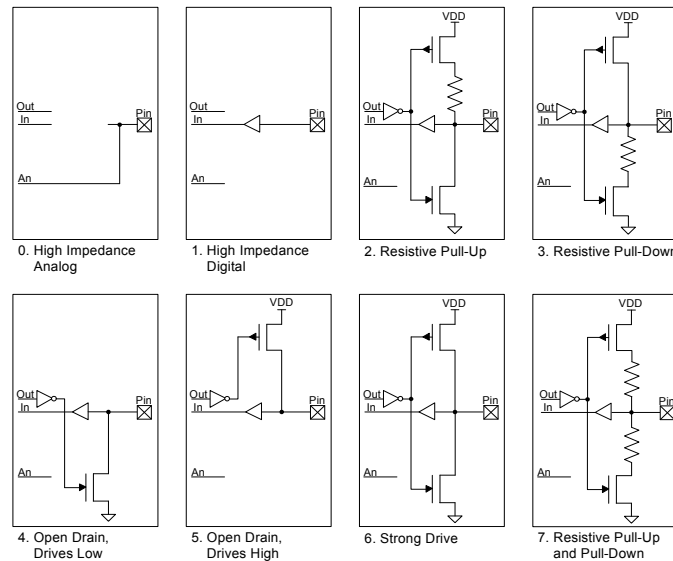 VDD
VDD
Out
In
Pin
An
Out
In
Pin
An
Out
In
Pin
An
Out
In
Pin
An
0. High Impedance
Analog
1. High Impedance
Digital
2. Resistive Pull-Up
3. Resistive Pull-Down
VDD
VDD
VDD
Out
In
Pin
An
Out
In
Pin
An
Out
In
Pin
An
Out
In
Pin
An
4. Open Drain,
Drives Low
5. Open Drain,
Drives High
6. Strong Drive
7. Resistive Pull-Up
and Pull-Down